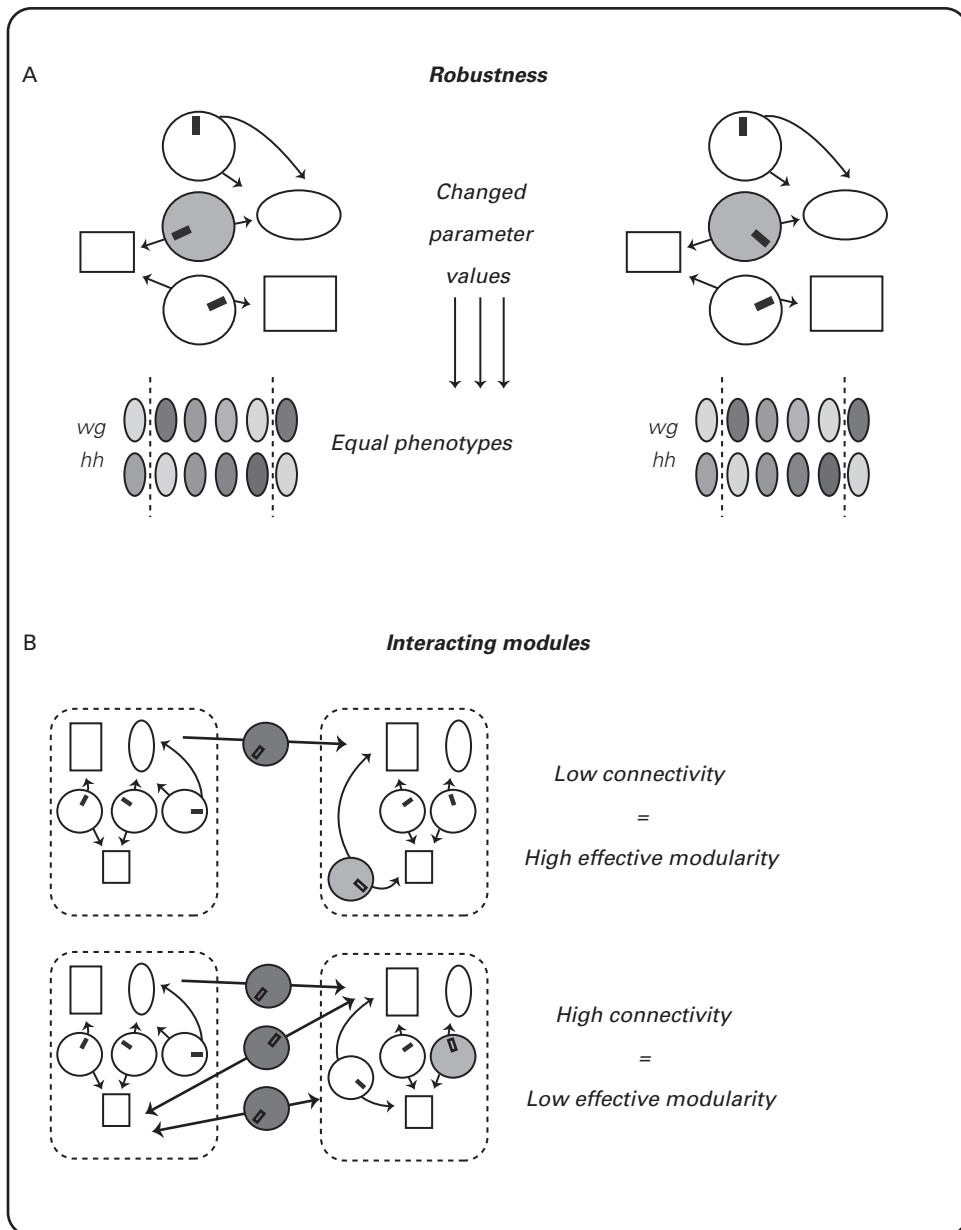 A
Robustness
Changed
parameter
values
wg
hh
Equal phenotypes
wg
hh
B
Interacting modules
Low connectivity
=
High effective modularity
High connectivity
=
Low effective modularity